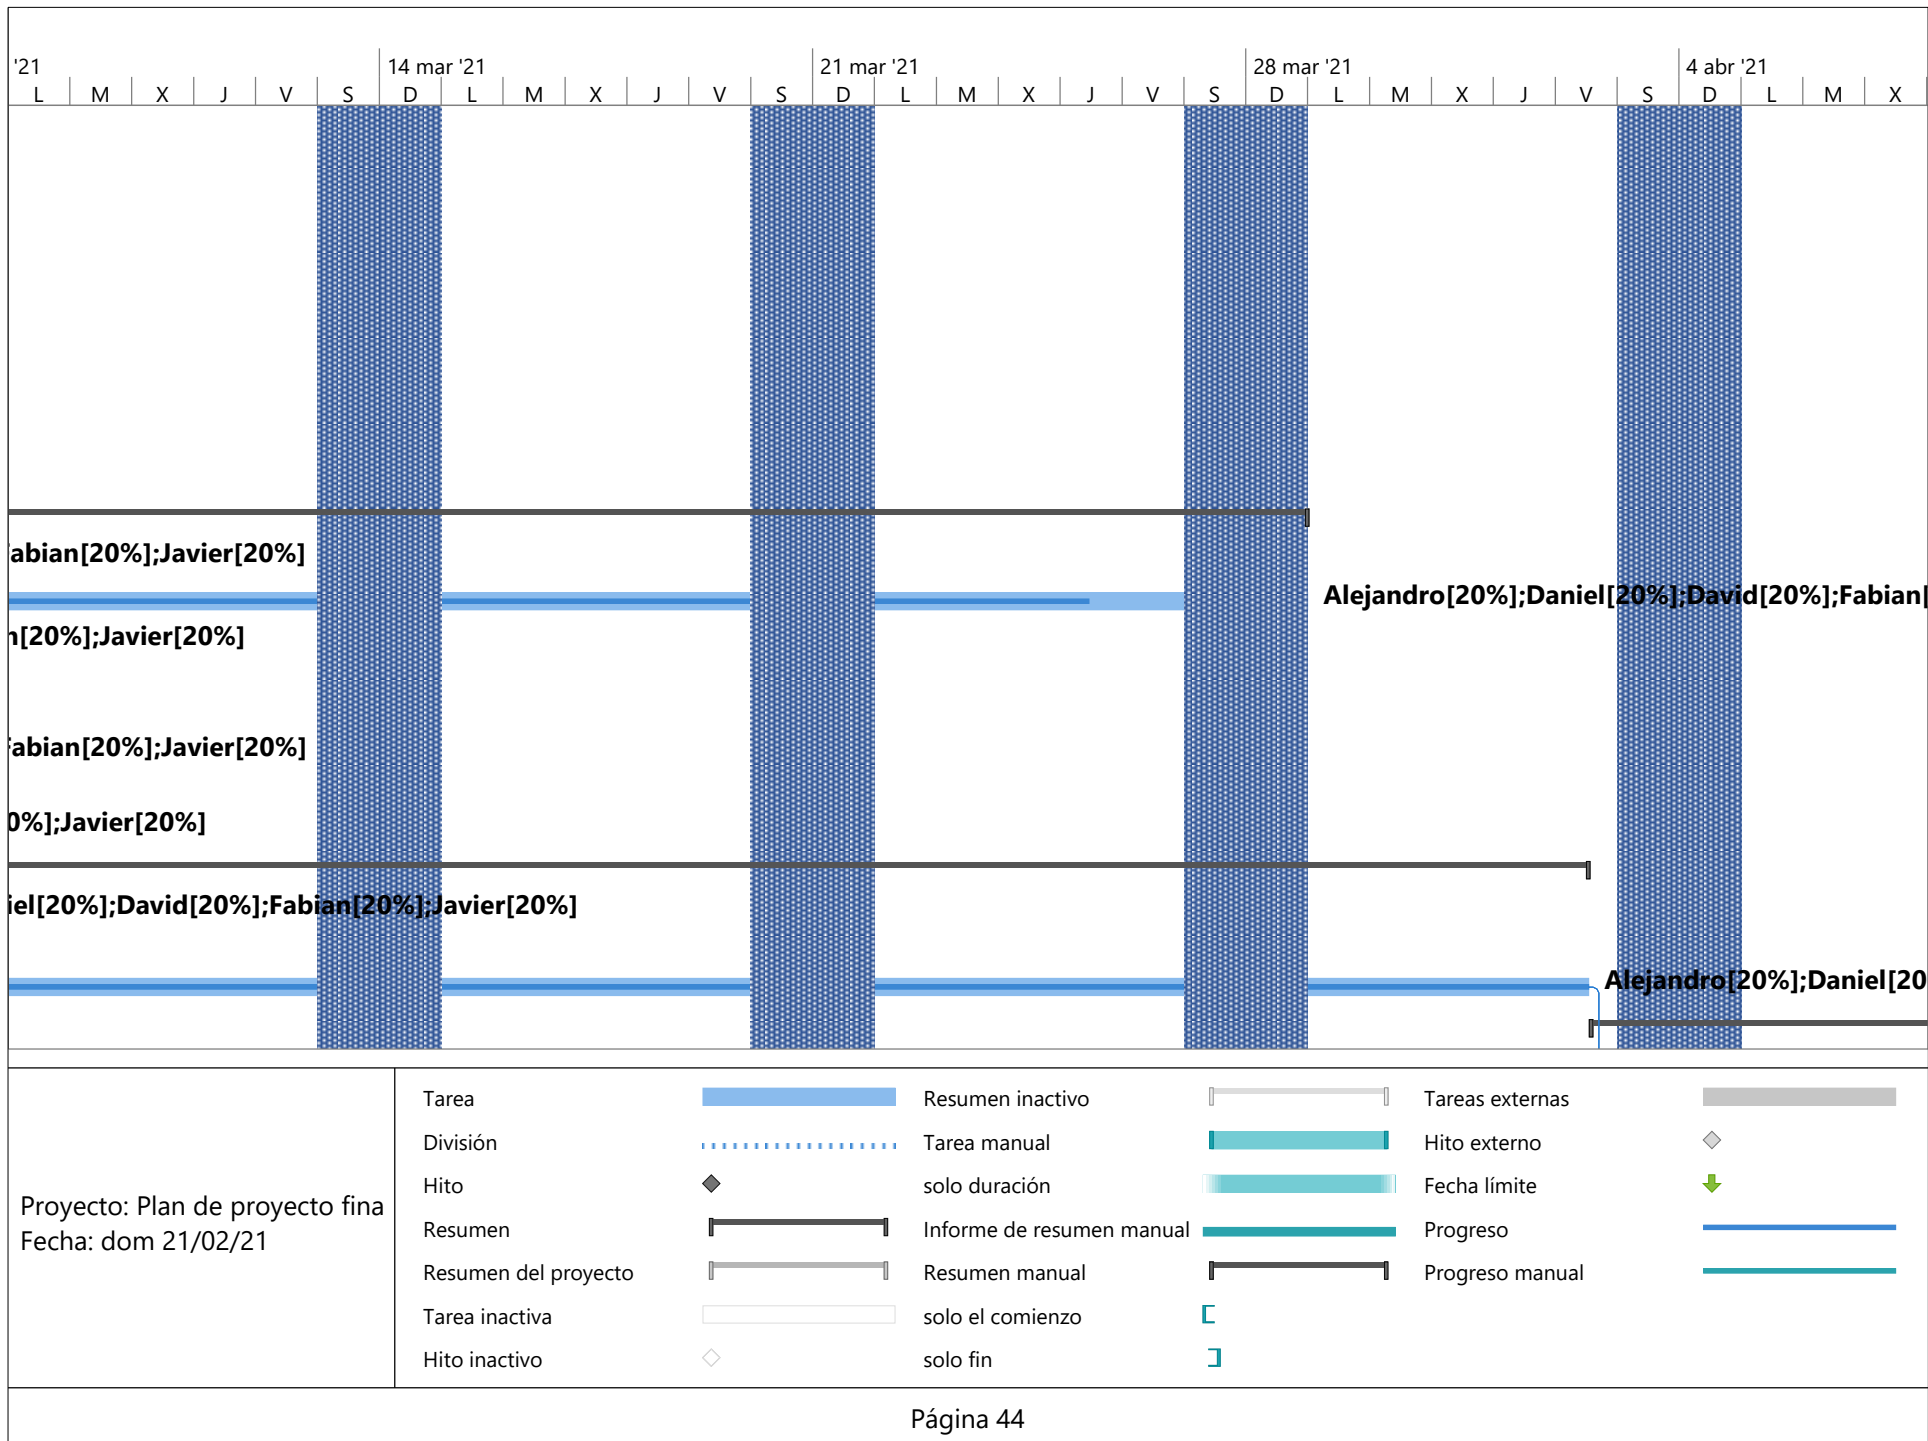 '21 14 mar '21 21 mar '21 28 mar '21 4 abr '21
L M X J V S D L M X J V S D L M X J V S D L M X J V S D L M X
abian[20%];Javier[20%]
Alejandro[20%];Daniel[20%];David[20%];Fabian[
n[20%];Javier[20%]
Fabian[20%];Javier[20%]
0%];Javier[20%]
iel[20%];David[20%];Fabian[20%];Javier[20%]
Alejandro[20%];Daniel[20
Proyecto: Plan de proyecto fina
Fecha: dom 21/02/21
Tarea
División
Hito
Resumen
Resumen del proyecto
Tarea inactiva
Hito inactivo
Resumen inactivo
Tarea manual
solo duración
Informe de resumen manual
Resumen manual
solo el comienzo
solo fin
Tareas externas
Hito externo
Fecha límite
Progreso
Progreso manual
Página 44